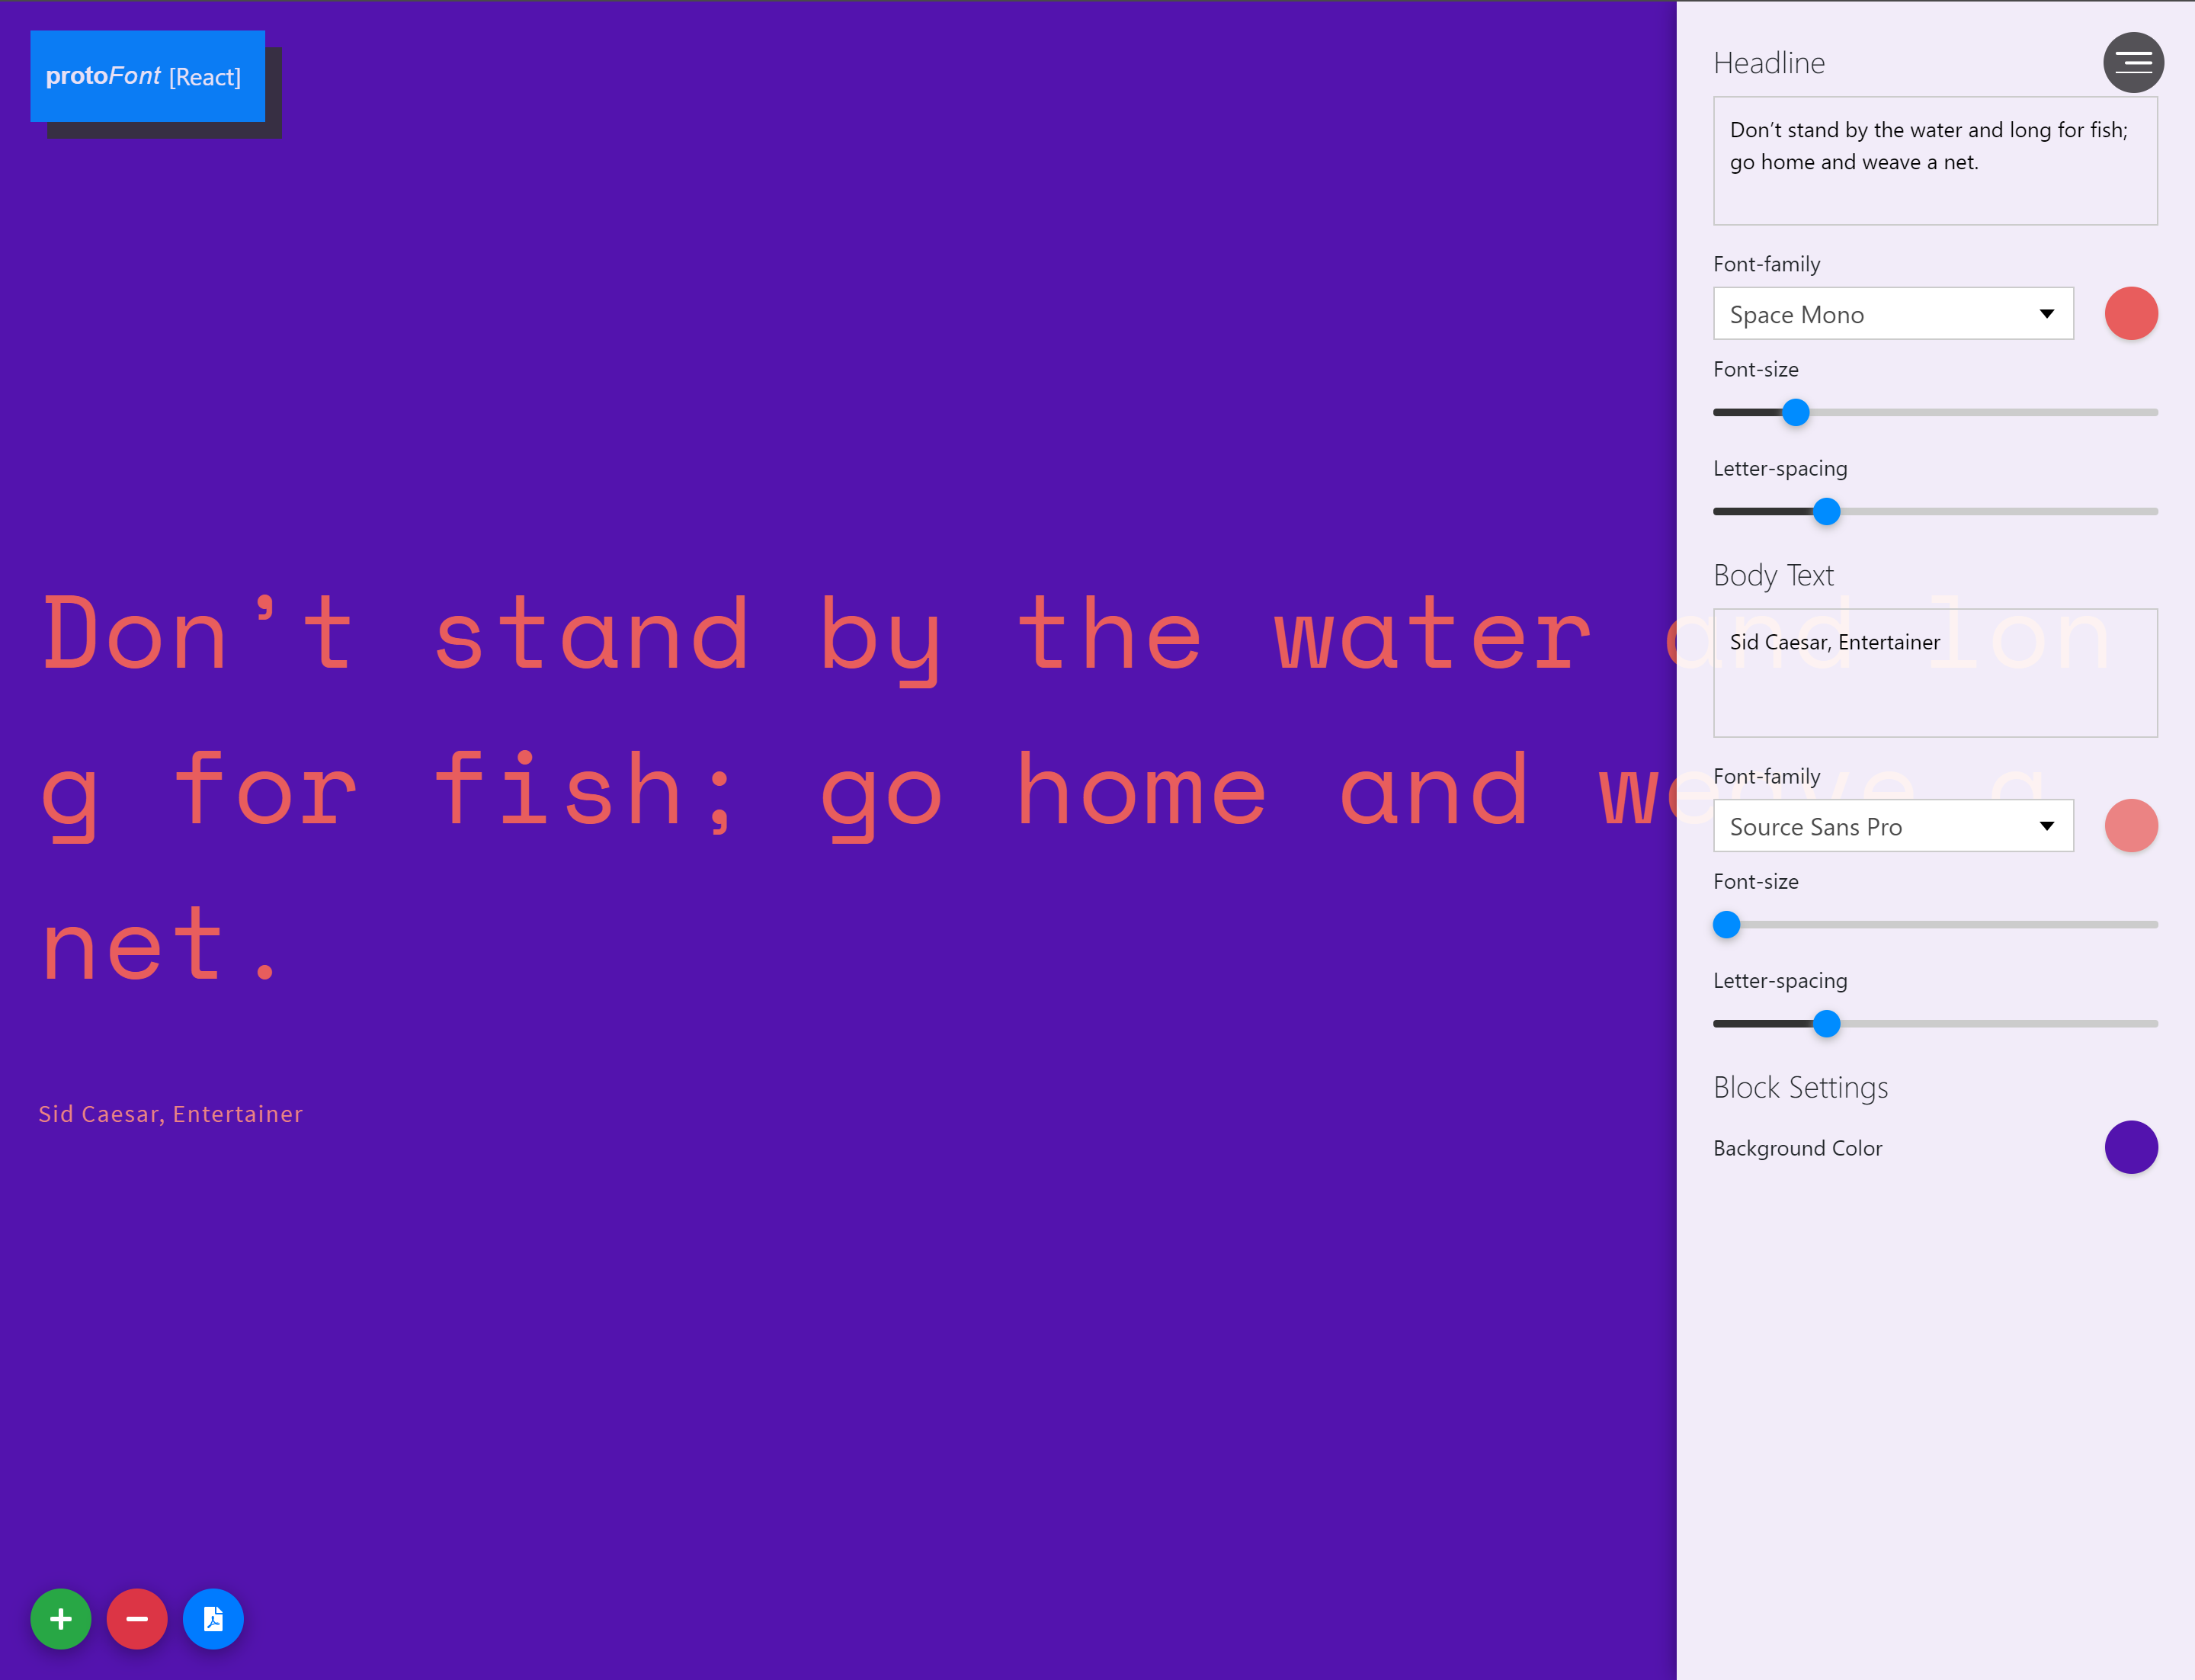 protoFont [React]
Don’t stand by the water and lon
g for fish; go home and weave a
net.
Sid Caesar, Entertainer
Headline
Don’t stand by the water and long for fish;
go home and weave a net.
Font-family
Space Mono
Font-size
Letter-spacing
Body Text
Sid Caesar, Entertainer
Font-family
Source Sans Pro
Font-size
Letter-spacing
Block Settings
Background Color